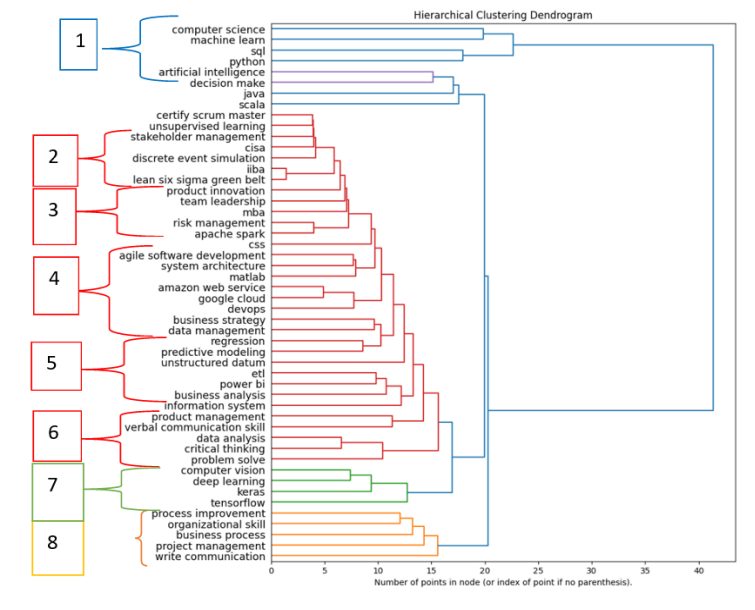 Hierarchical Clustering Dendrogram
1
2
3
4
5
6
7
8
computer science
machine learn
sql
python
artificial intelligence
decision make
java
scala
certify scrum master
unsupervised learning
stakeholder management
cisa
discrete event simulation
iiba
lean six sigma green belt
product innovation
team leadership
mba
risk management
apache spark
css
agile software development
system architecture
matlab
amazon web service
google cloud
devops
business strategy
data management
regression
predictive modeling
unstructured datum
etl
power bi
business analysis
information system
product management
verbal communication skill
data analysis
critical thinking
problem solve
computer vision
deep learning
keras
tensorflow
process improvement
organizational skill
business process
project management
write communication
0 5 10 15 20 25 30 35 40
Number of points in node (or index of point if no parenthesis).